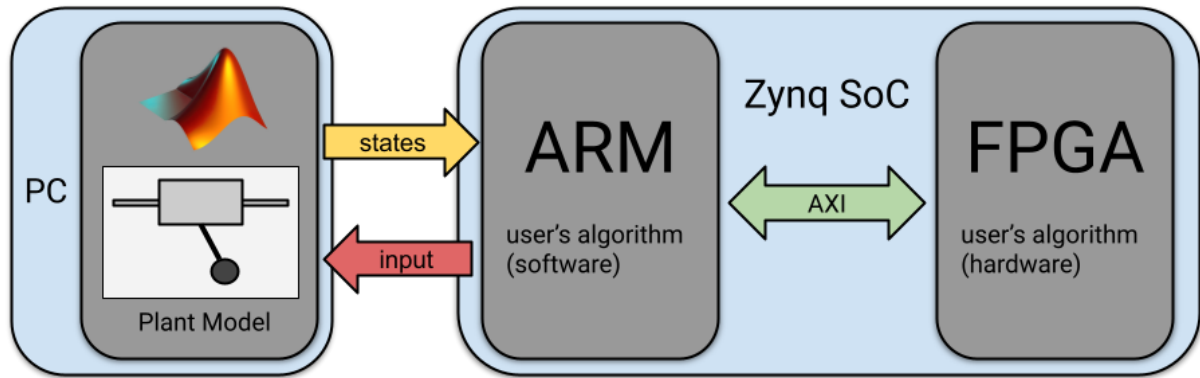 PC
Plant Model
states
input
ARM
user's algorithm
(software)
Zynq SoC
AXI
FPGA
user's algorithm
(hardware)